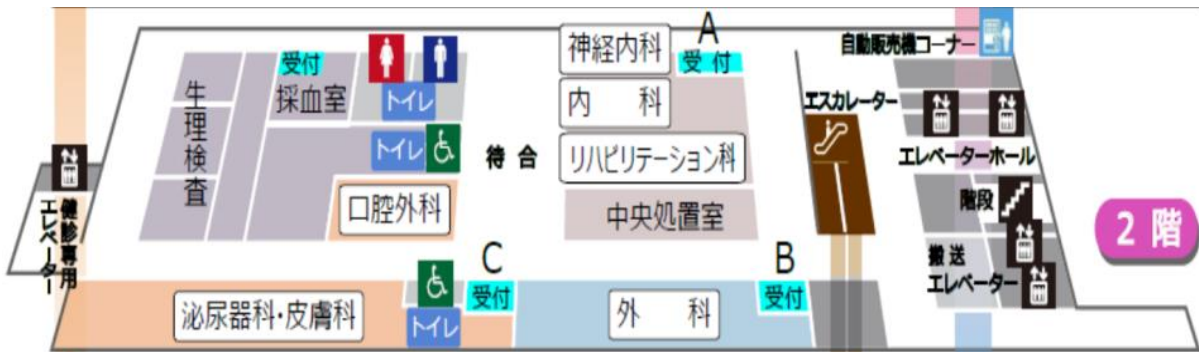 A
神経内科
受付
自動販売機コーナー
受付
採血室
トイレ
生理検査
内 科
エスカレーター
トイレ
待 合
リハビリテーション科
エレベーターホール
口腔外科
中央処置室
階段
2 階
健診専用
エレベーター
搬送
エレベーター
C
B
受付
受付
泌尿器科・皮膚科
トイレ
外 科